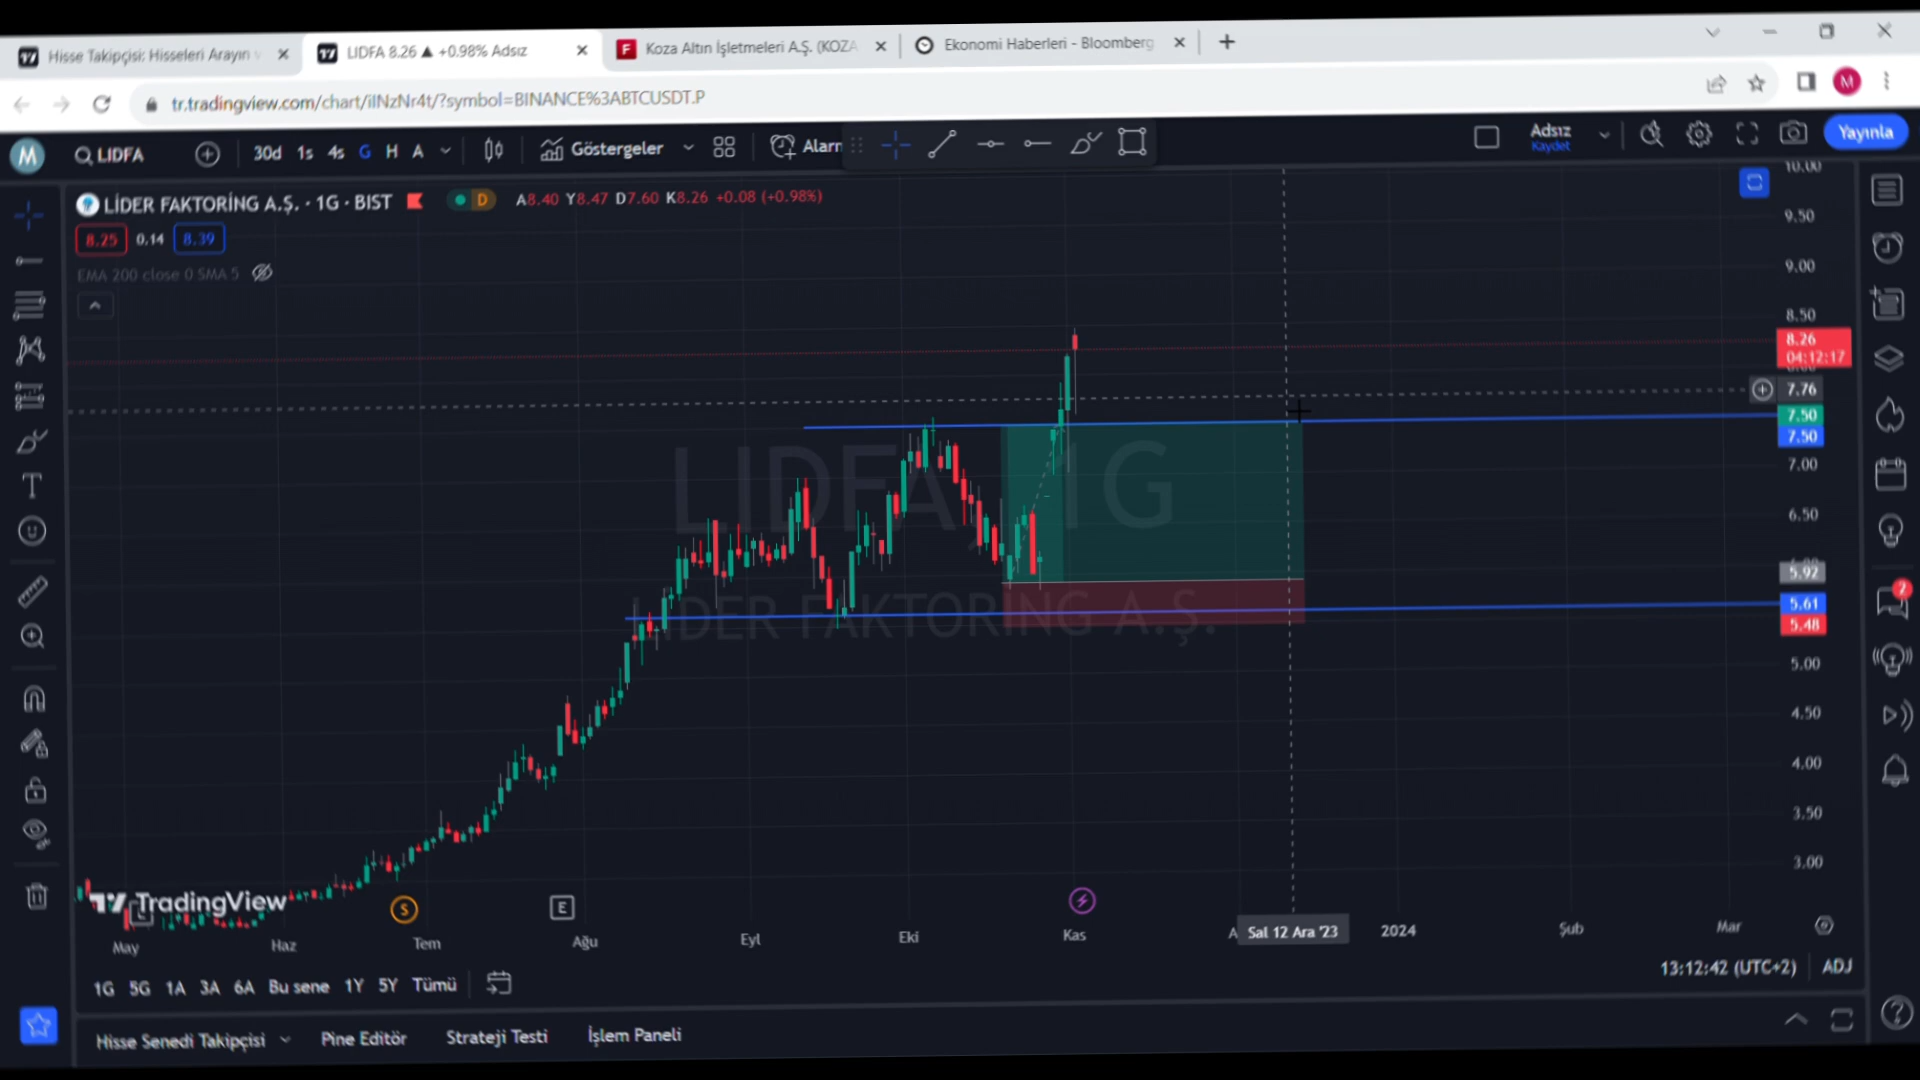 Hisse Takipçisi: Hisseleri Arayın v
LIDFA 8.26 ▲ +0.98% Adsız
Koza Altın İşletmeleri A.Ş. (KOZA
Ekonomi Haberleri - Bloomberg
tr.tradingview.com/chart/iINzNr4t/?symbol=BINANCE%3ABTCUSDT.P
M
M
LIDFA
30d 1s 4s G H A
Göstergeler
Alarm
Adsız
Kaydet
Yayınla
LİDER FAKTORİNG A.Ş. · 1G · BIST
D
A8.40 Y8.47 D7.60 K8.26 +0.08 (+0.98%)
8.25 0.14 8.39
EMA 200 close 0 SMA 5
10.00
9.50
9.00
8.50
8.26
04:12:17
7.76
7.50
7.50
7.00
6.50
5.92
5.61
5.48
5.00
4.50
4.00
3.50
3.00
LIDFA, 1G
LIDER FAKTORING A.Ş.
TradingView
S
E
2
May Haz Tem Ağu Eyl Eki Kas A Sal 12 Ara '23 2024 Şub Mar
1G 5G 1A 3A 6A Bu sene 1Y 5Y Tümü
13:12:42 (UTC+2) ADJ
Hisse Senedi Takipçisi Pine Editör Strateji Testi İşlem Paneli